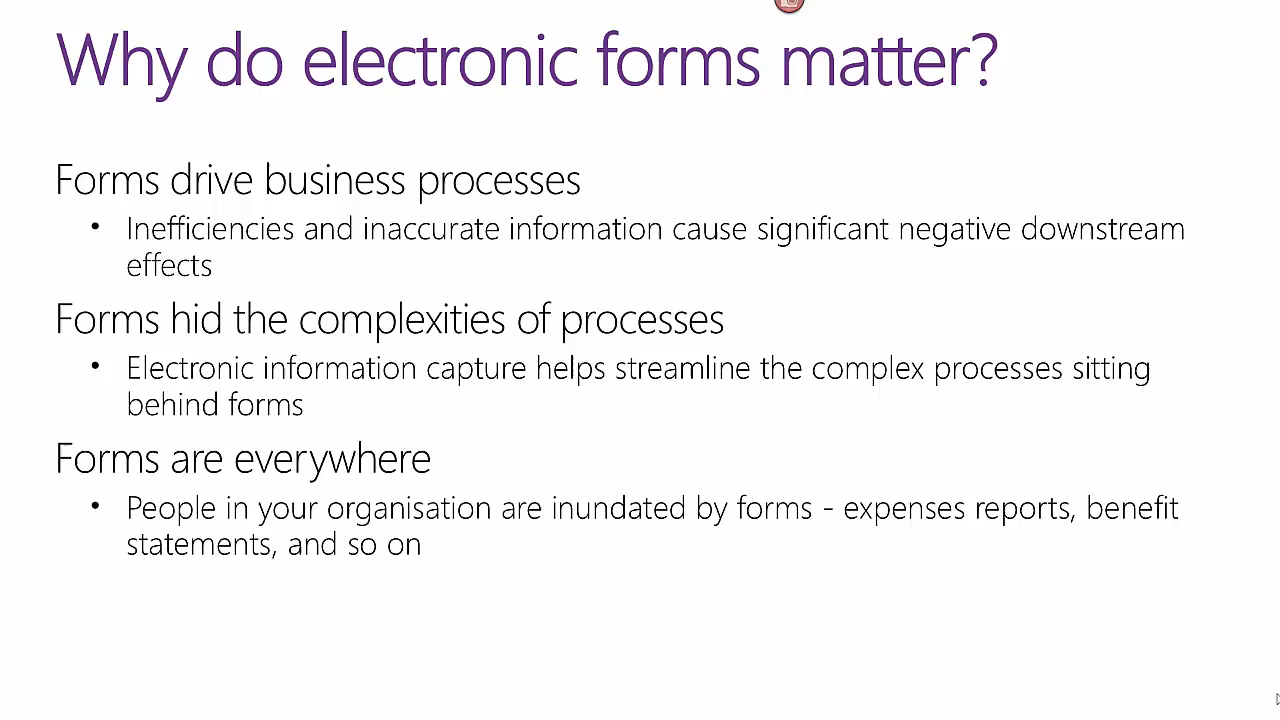 Why do electronic forms matter?
Forms drive business processes
• Inefficiencies and inaccurate information cause significant negative downstream
effects
Forms hid the complexities of processes
• Electronic information capture helps streamline the complex processes sitting
behind forms
Forms are everywhere
• People in your organisation are inundated by forms - expenses reports, benefit
statements, and so on